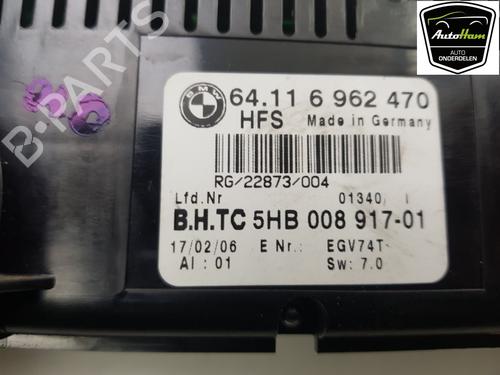 AutoHam
AUTO
ONDERDELEN
B-PARTS
BMW
64.11 6 962 470
HFS Made in Germany
RG/22873/004
Lfd.Nr 01340
B.H.TC 5HB 008 917-01
17/02/06 E Nr.: EGV74T
AI : 01 Sw: 7.0